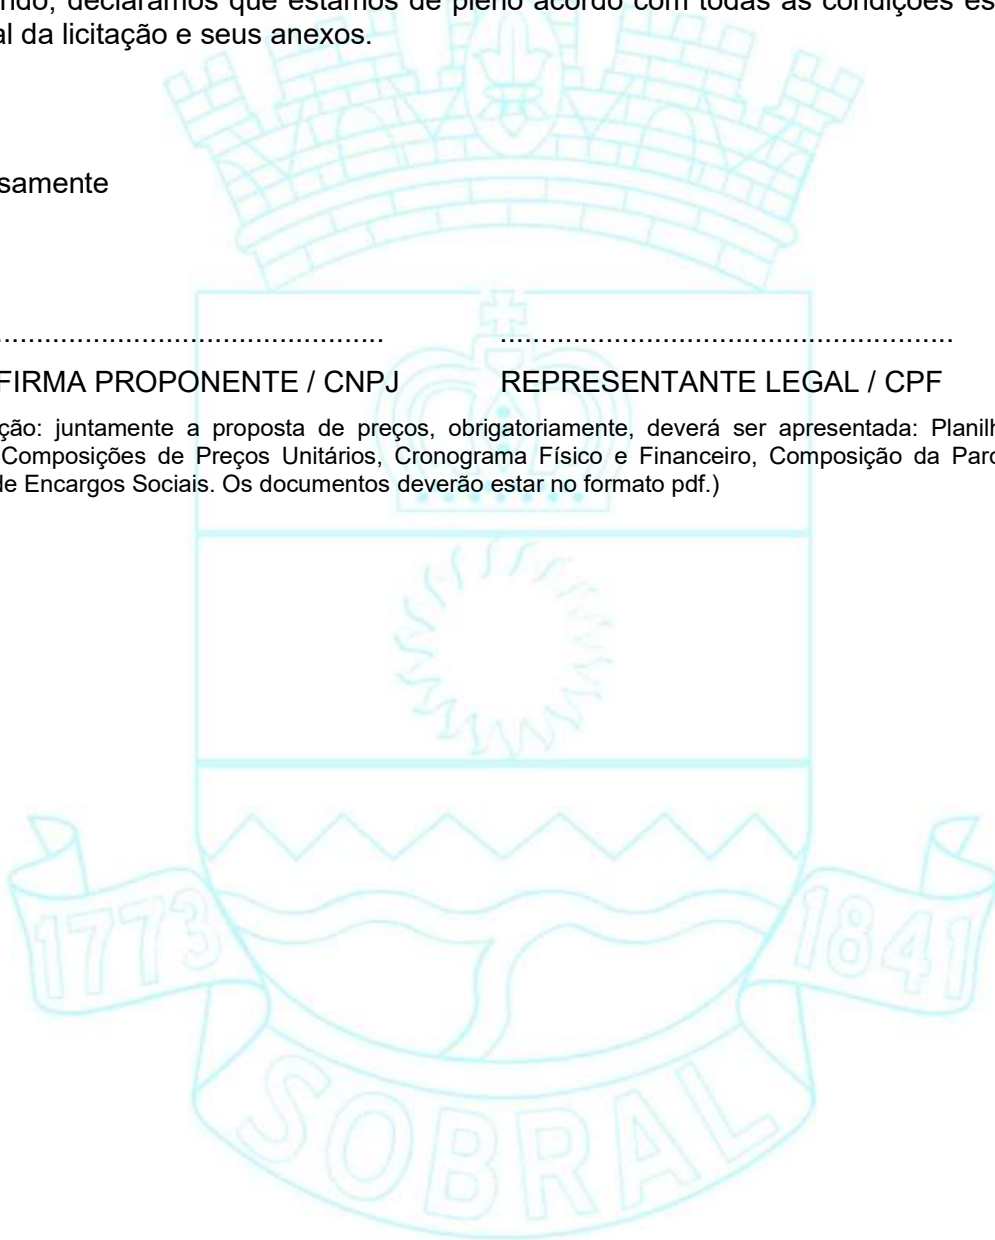 ndo, declaramos que estamos de pleno acordo com todas as condições es
al da licitação e seus anexos.
samente
................................................ ........................................................
FIRMA PROPONENTE / CNPJ REPRESENTANTE LEGAL / CPF
ção: juntamente a proposta de preços, obrigatoriamente, deverá ser apresentada: Planilh
Composições de Preços Unitários, Cronograma Físico e Financeiro, Composição da Parc
de Encargos Sociais. Os documentos deverão estar no formato pdf.)
1773 1841
SOBRAL